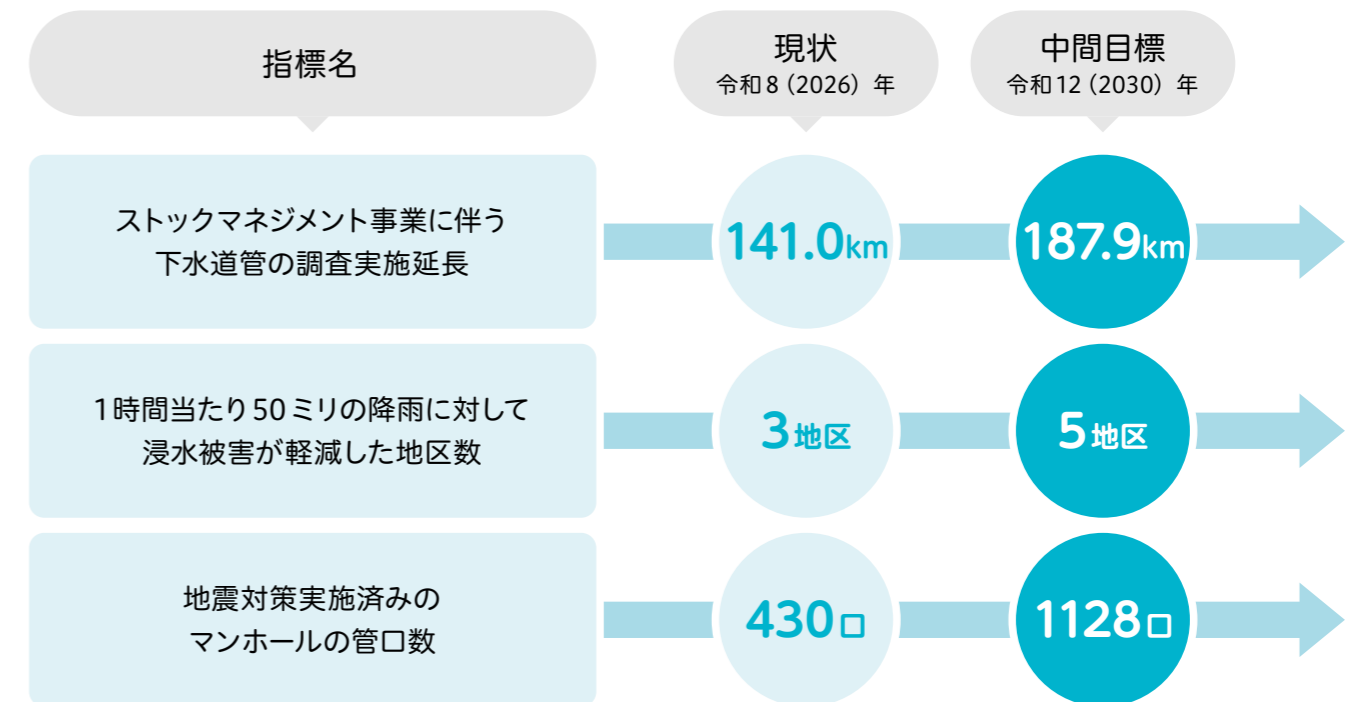 指標名
現状
令和8（2026）年
中間目標
令和12（2030）年
ストックマネジメント事業に伴う
下水道管の調査実施延長
141.0km
187.9km
1時間当たり50ミリの降雨に対して
浸水被害が軽減した地区数
3地区
5地区
地震対策実施済みの
マンホールの管口数
430口
1128口